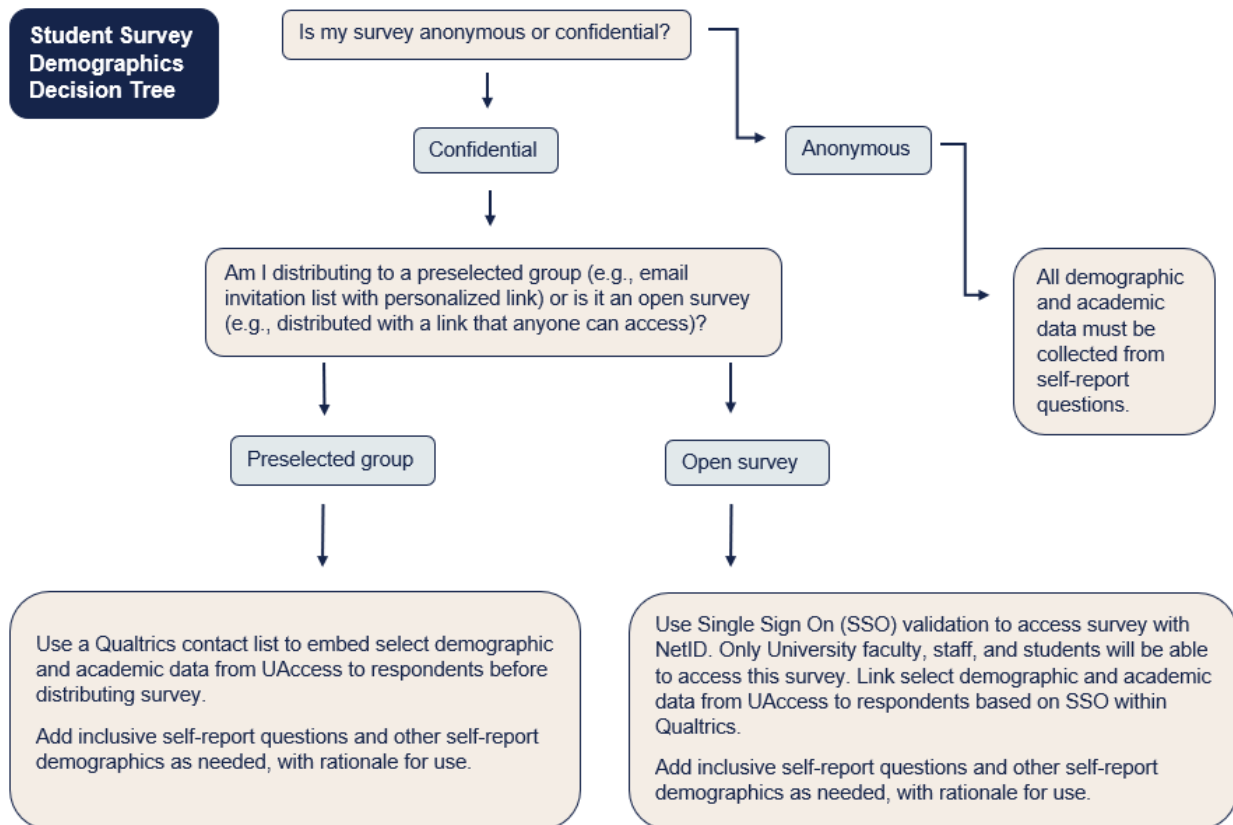 Student Survey
Demographics
Decision Tree
Is my survey anonymous or confidential?
Confidential
Anonymous
Am I distributing to a preselected group (e.g., email
invitation list with personalized link) or is it an open survey
(e.g., distributed with a link that anyone can access)?
All demographic
and academic
data must be
collected from
self-report
questions.
Preselected group
Open survey
Use a Qualtrics contact list to embed select demographic
and academic data from UAccess to respondents before
distributing survey.
Add inclusive self-report questions and other self-report
demographics as needed, with rationale for use.
Use Single Sign On (SSO) validation to access survey with
NetID. Only University faculty, staff, and students will be able
to access this survey. Link select demographic and academic
data from UAccess to respondents based on SSO within
Qualtrics.
Add inclusive self-report questions and other self-report
demographics as needed, with rationale for use.